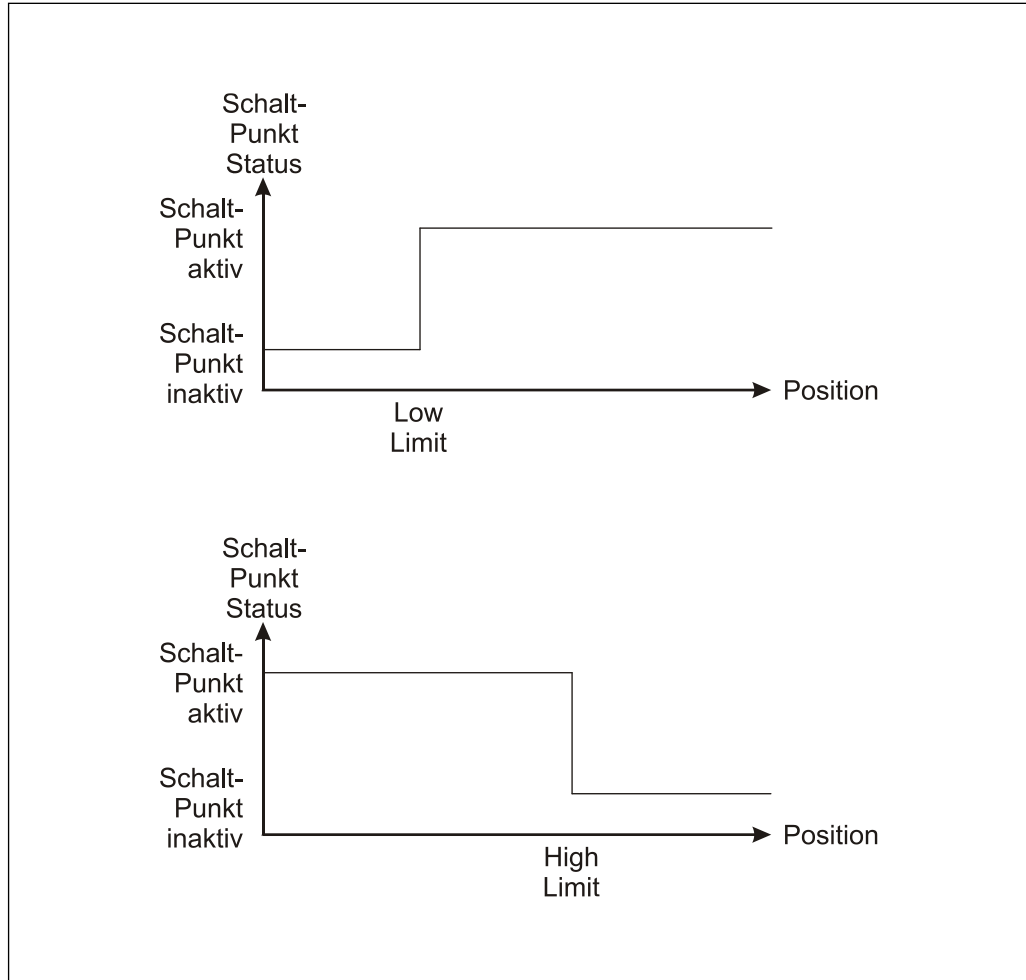 Schalt-
Punkt
Status
Schalt-
Punkt
aktiv
Schalt-
Punkt
inaktiv
Position
Low
Limit
Schalt-
Punkt
Status
Schalt-
Punkt
aktiv
Schalt-
Punkt
inaktiv
Position
High
Limit